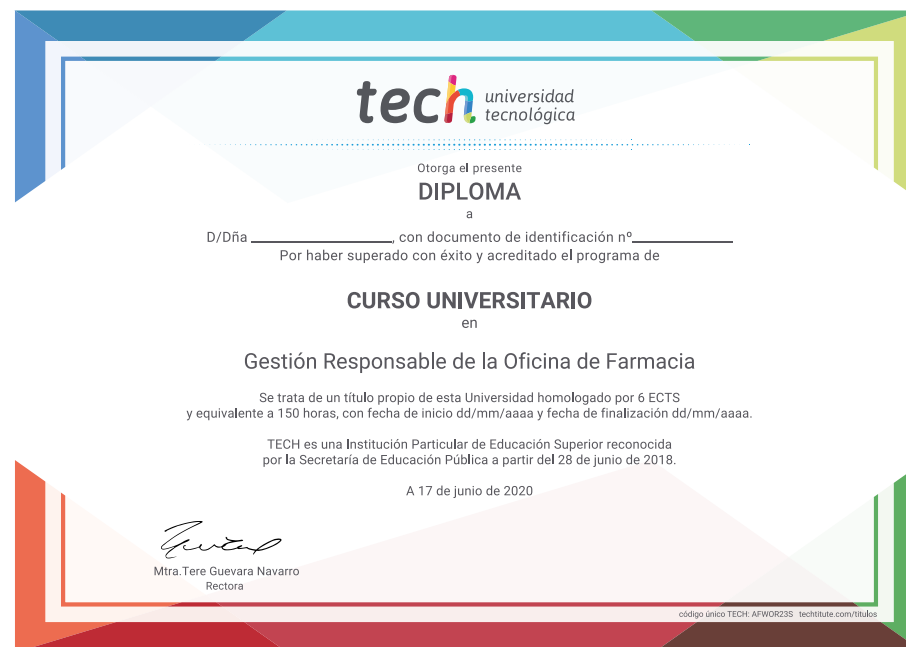 tech universidad
tecnológica
Otorga el presente
DIPLOMA
a
D/Dña ____________________, con documento de identificación nº______________
Por haber superado con éxito y acreditado el programa de
CURSO UNIVERSITARIO
en
Gestión Responsable de la Oficina de Farmacia
Se trata de un título propio de esta Universidad homologado por 6 ECTS
y equivalente a 150 horas, con fecha de inicio dd/mm/aaaa y fecha de finalización dd/mm/aaaa.
TECH es una Institución Particular de Educación Superior reconocida
por la Secretaría de Educación Pública a partir del 28 de junio de 2018.
A 17 de junio de 2020
Mtra.Tere Guevara Navarro
Rectora
código único TECH: AFWOR23S techtitute.com/titulos